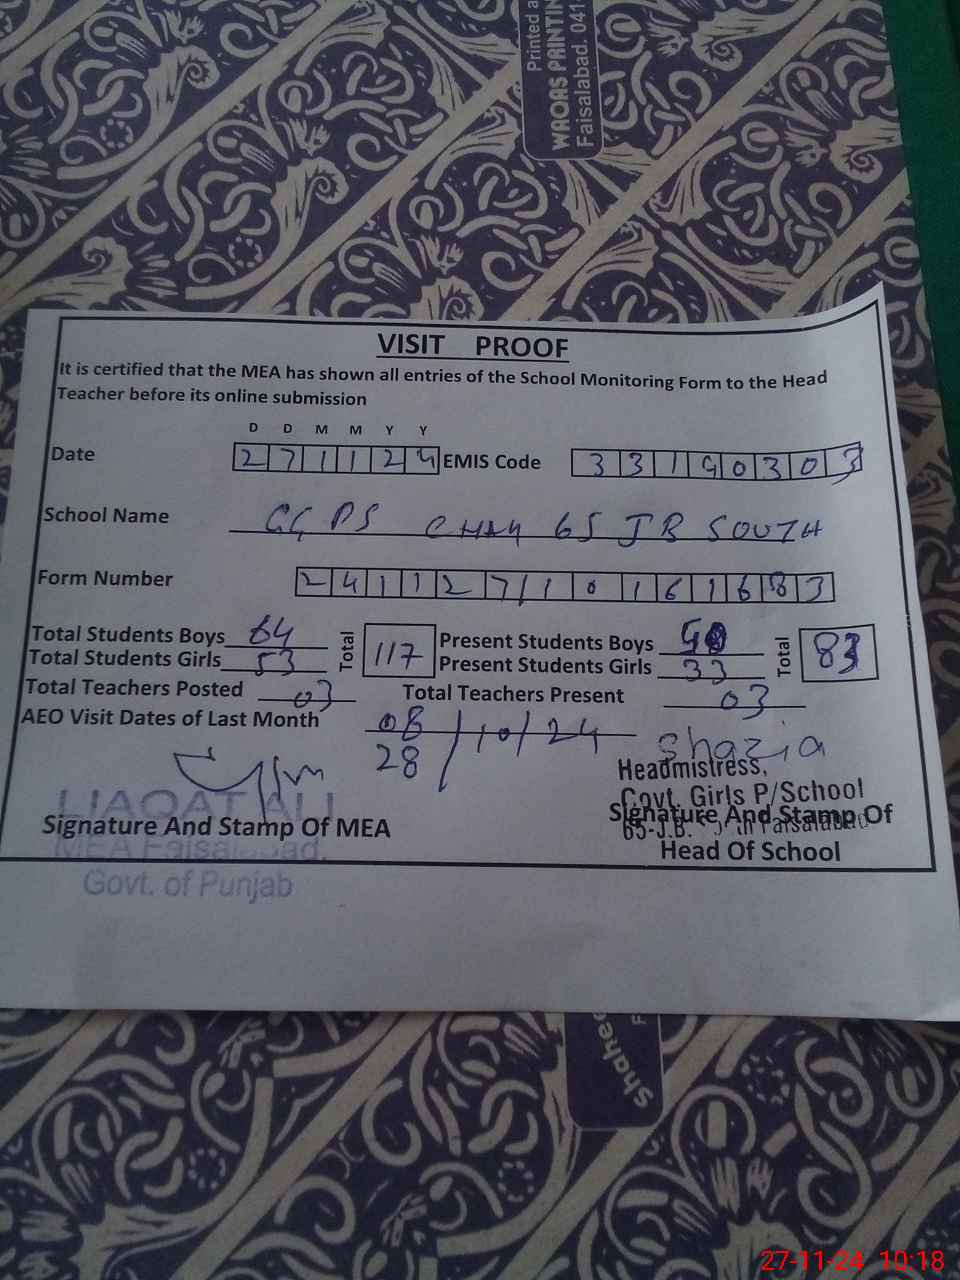 Printed a
WAQAS PRINTIN
Faisalabad. 041-
VISIT PROOF
It is certified that the MEA has shown all entries of the School Monitoring Form to the Head
Teacher before its online submission
D D M M Y Y
Date 2 7 1 1 2 4 EMIS Code 3 3 1 9 0 3 0 3
School Name GGPS CHAK 65 JB SOUTH
Form Number 2 4 1 1 2 7 / 1 0 1 6 1 6 8 3
Total Students Boys 64 Total 117 Present Students Boys 50 Total 83
Total Students Girls 53 Present Students Girls 33
Total Teachers Posted 03 Total Teachers Present 03
AEO Visit Dates of Last Month 08
28 /10/24
Shazia
Headmistress,
Govt. Girls P/School
65-J.B. Faisalabad
LIAQAT ALI
Signature And Stamp Of MEA Signature And Stamp Of
Head Of School
MEA Faisalabad.
Govt. of Punjab
Shahe
F
27-11-24 10:18